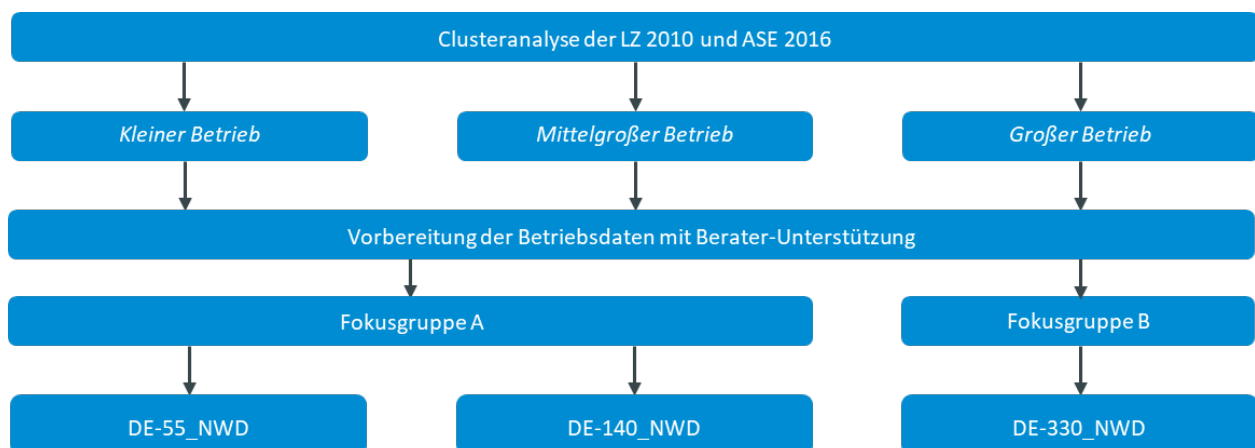 Clusteranalyse der LZ 2010 und ASE 2016
Kleiner Betrieb
Mittelgroßer Betrieb
Großer Betrieb
Vorbereitung der Betriebsdaten mit Berater-Unterstützung
Fokusgruppe A
Fokusgruppe B
DE-55_NWD
DE-140_NWD
DE-330_NWD